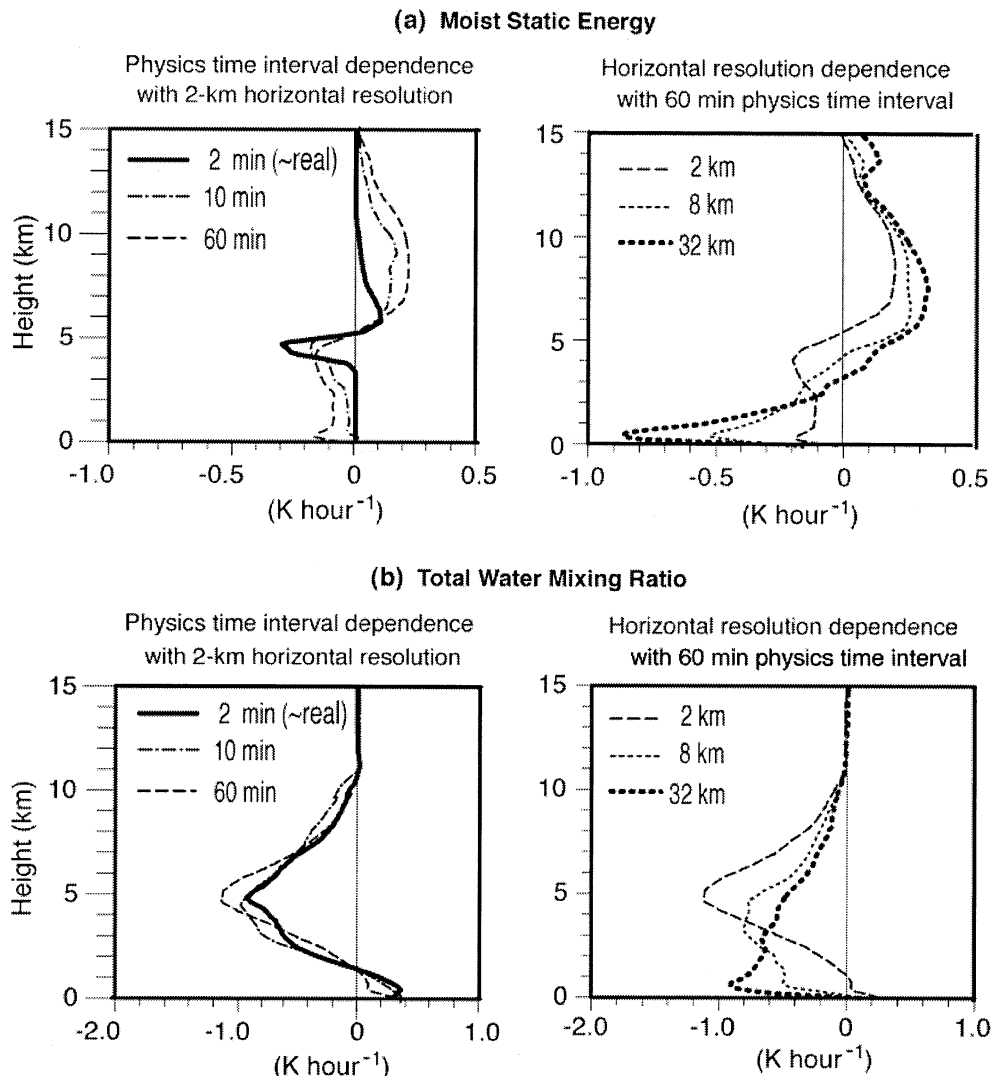 (a) Moist Static Energy
Physics time interval dependence
with 2-km horizontal resolution
Horizontal resolution dependence
with 60 min physics time interval
15
10
5
0
Height (km)
2 min (~real)
10 min
60 min
-1.0 -0.5 0 0.5
(K hour⁻¹)
15
10
5
0
2 km
8 km
32 km
-1.0 -0.5 0 0.5
(K hour⁻¹)
(b) Total Water Mixing Ratio
Physics time interval dependence
with 2-km horizontal resolution
Horizontal resolution dependence
with 60 min physics time interval
15
10
5
0
Height (km)
2 min (~real)
10 min
60 min
-2.0 -1.0 0 1.0
(K hour⁻¹)
15
10
5
0
2 km
8 km
32 km
-2.0 -1.0 0 1.0
(K hour⁻¹)